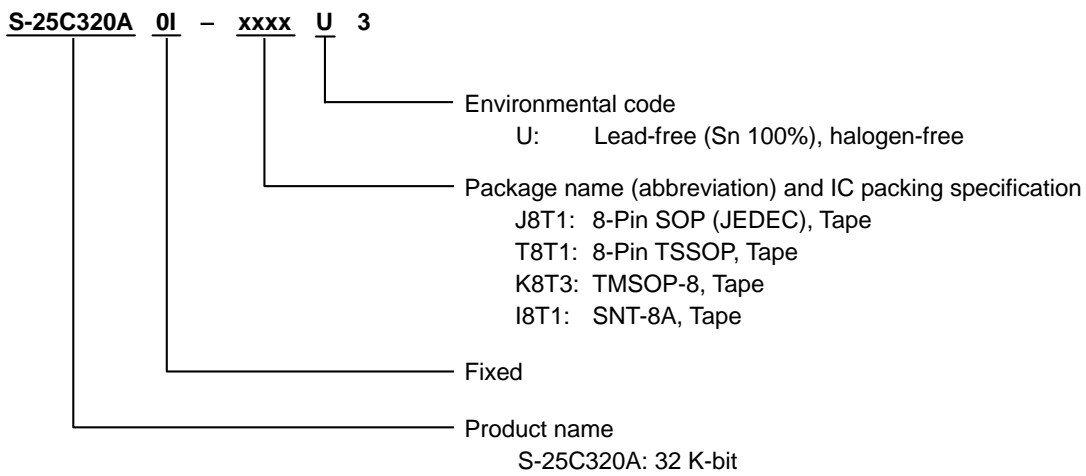 S-25C320A 0I – xxxx U 3
Environmental code
U: Lead-free (Sn 100%), halogen-free
Package name (abbreviation) and IC packing specification
J8T1: 8-Pin SOP (JEDEC), Tape
T8T1: 8-Pin TSSOP, Tape
K8T3: TMSOP-8, Tape
I8T1: SNT-8A, Tape
Fixed
Product name
S-25C320A: 32 K-bit